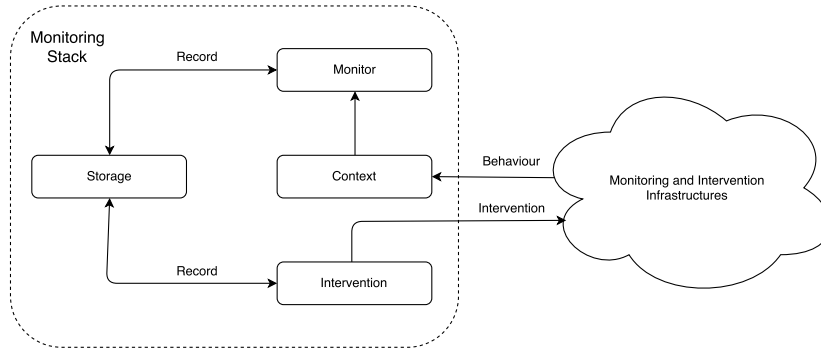 Monitoring
Stack
Record
Monitor
Storage
Context
Behaviour
Monitoring and Intervention
Infrastructures
Intervention
Record
Intervention